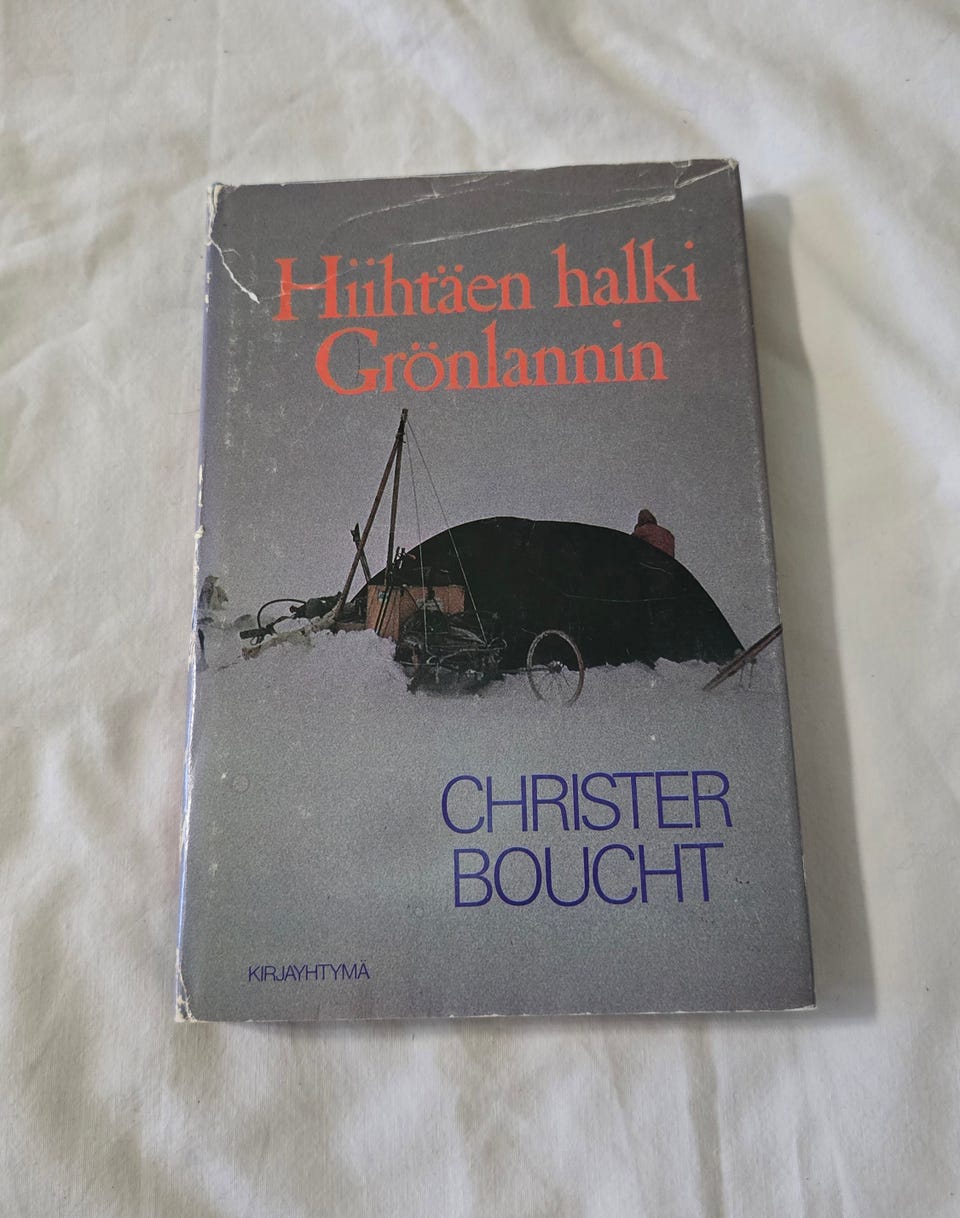 Hiihtäen halki
Grönlannin
CHRISTER
BOUCHT
KIRJAYHTYMÄ